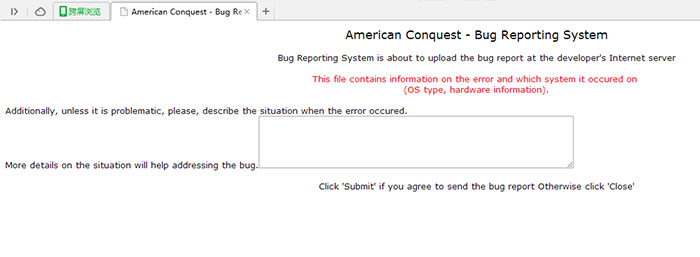 跨屏浏览
American Conquest - Bug Re
American Conquest - Bug Reporting System
Bug Reporting System is about to upload the bug report at the developer's Internet server
This file contains information on the error and which system it occured on
(OS type, hardware information).
Additionally, unless it is problematic, please, describe the situation when the error occured.
More details on the situation will help addressing the bug.
Click 'Submit' if you agree to send the bug report Otherwise click 'Close'